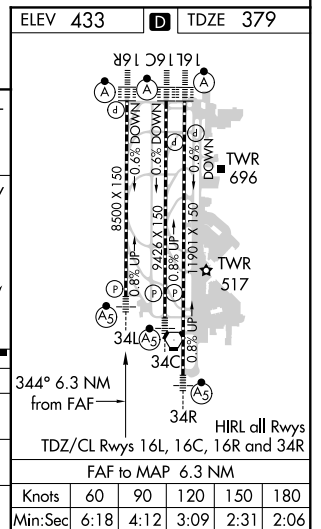 ELEV 433 D TDZE 379
16R 16C 16L
A A A
P P P
0.6% DOWN 0.6% DOWN 0.6% DOWN
TWR
696
8500 X 150 9426 X 150 11901 X 150
0.8% UP 0.8% UP 0.8% UP
TWR
517
P P P
A5 34L A5 34C
34R A5
344° 6.3 NM
from FAF
HIRL all Rwys
TDZ/CL Rwys 16L, 16C, 16R and 34R
FAF to MAP 6.3 NM
Knots 60 90 120 150 180
Min:Sec 6:18 4:12 3:09 2:31 2:06